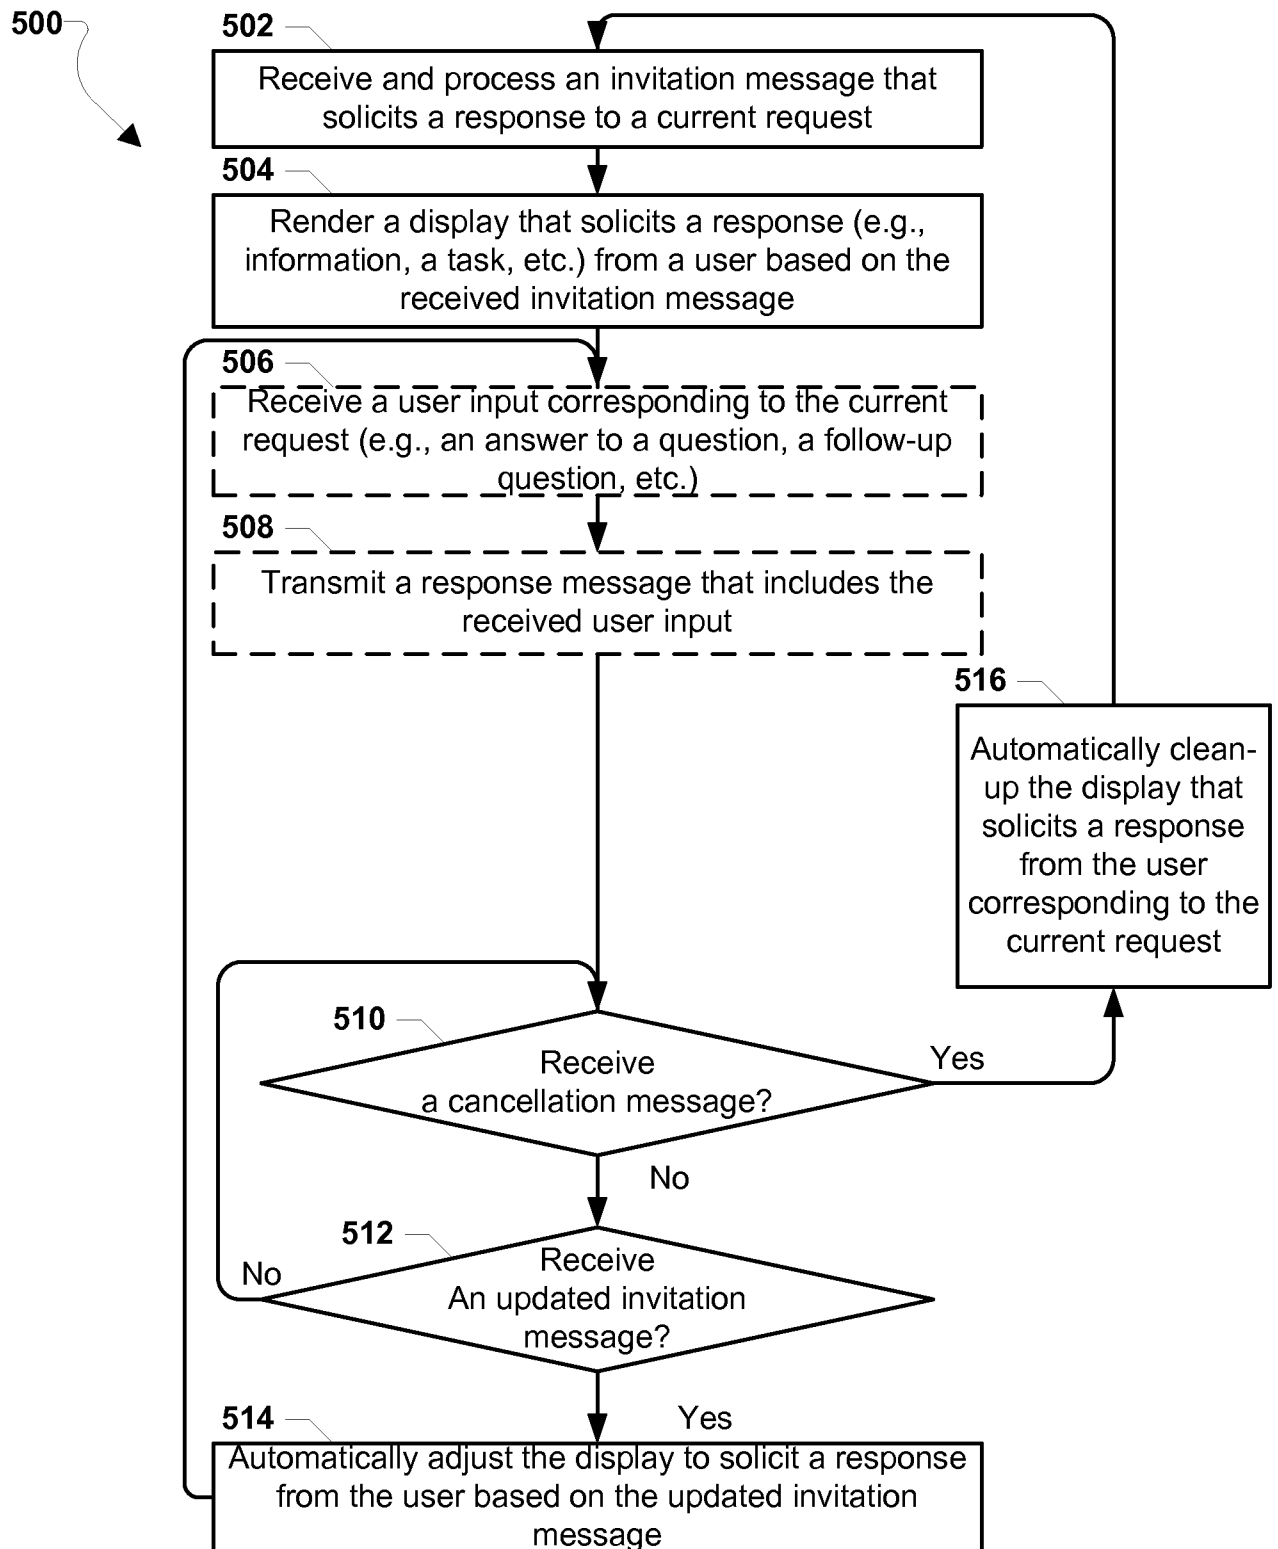 500
502
Receive and process an invitation message that
solicits a response to a current request
504
Render a display that solicits a response (e.g.,
information, a task, etc.) from a user based on the
received invitation message
506
Receive a user input corresponding to the current
request (e.g., an answer to a question, a follow-up
question, etc.)
508
Transmit a response message that includes the
received user input
516
Automatically clean-
up the display that
solicits a response
from the user
corresponding to the
current request
510
Receive
a cancellation message?
Yes
No
512
Receive
An updated invitation
message?
No
Yes
514
Automatically adjust the display to solicit a response
from the user based on the updated invitation
message